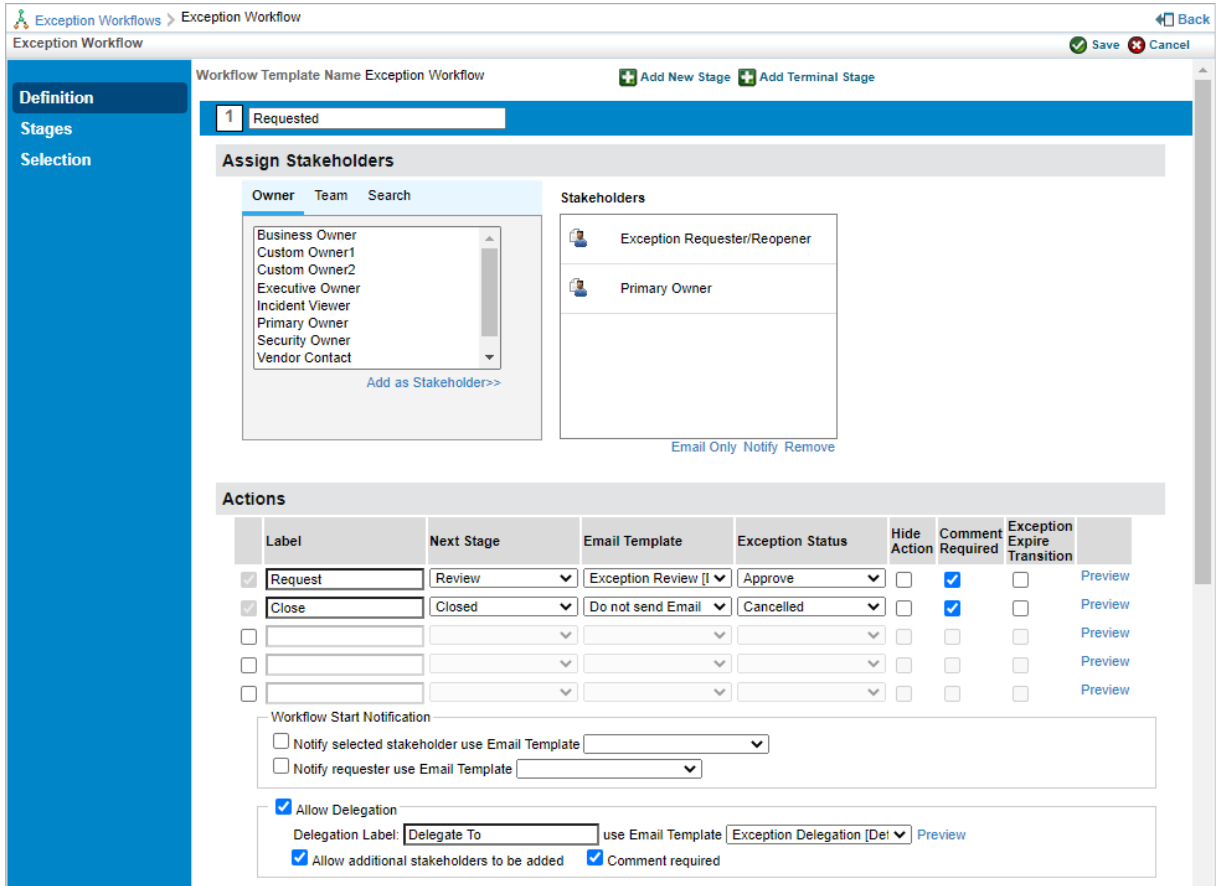 Exception Workflows > Exception Workflow
Back
Exception Workflow
Save Cancel
Definition
Stages
Selection
Workflow Template Name Exception Workflow
Add New Stage Add Terminal Stage
1 Requested
Assign Stakeholders
Owner Team Search
Business Owner
Custom Owner1
Custom Owner2
Executive Owner
Incident Viewer
Primary Owner
Security Owner
Vendor Contact
Add as Stakeholder>>
Stakeholders
Exception Requester/Reopener
Primary Owner
Email Only Notify Remove
Actions
Label Next Stage Email Template Exception Status Hide Action Comment Required Exception Expire Transition
Request Review Exception Review [ Approve Preview
Close Closed Do not send Email Cancelled Preview
Preview
Preview
Preview
Workflow Start Notification
Notify selected stakeholder use Email Template
Notify requester use Email Template
Allow Delegation
Delegation Label: Delegate To use Email Template Exception Delegation [Def Preview
Allow additional stakeholders to be added Comment required